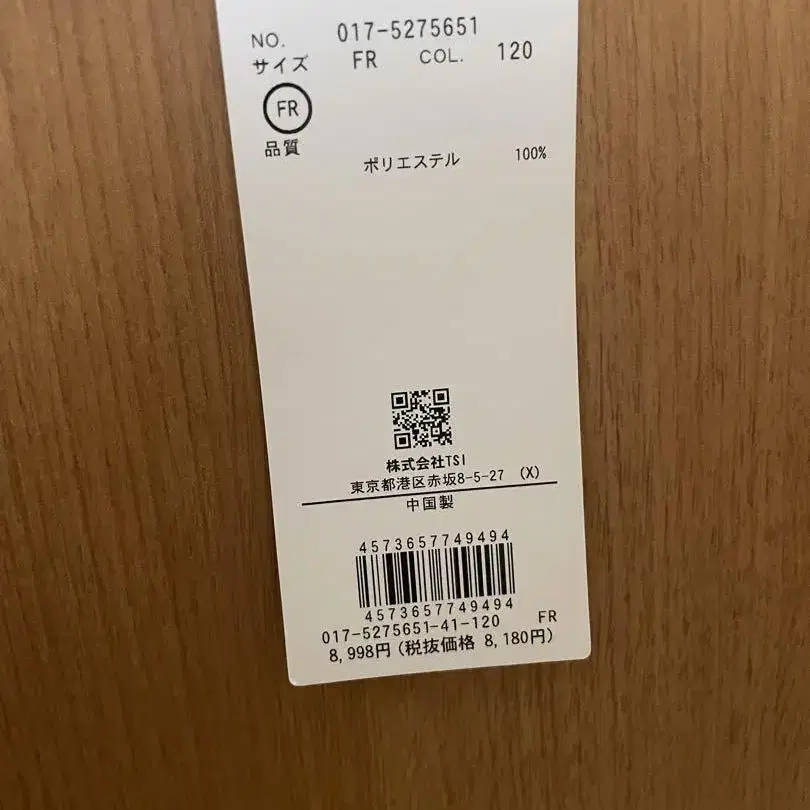 NO. 017-5275651
サイズ FR COL. 120
FR
品質
ポリエステル 100%
株式会社TSI
東京都港区赤坂8-5-27 (X)
中国製
4573657749494
4573657749494
017-5275651-41-120 FR
8,998円(税抜価格 8,180円)